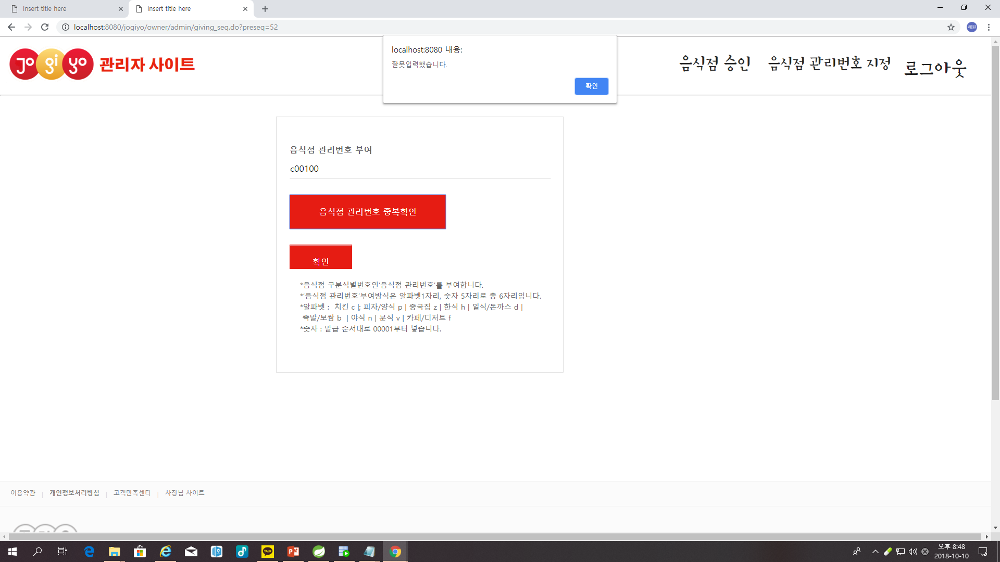 Insert title here
Insert title here
localhost:8080/jogiyo/owner/admin/giving_seq.do?preseq=52
혜원
localhost:8080 내용:
잘못입력했습니다.
확인
Jo gi yo 관리자 사이트
음식점 승인
음식점 관리번호 지정
로그아웃
음식점 관리번호 부여
c00100
음식점 관리번호 중복확인
확인
*음식점 구분식별번호인'음식점 관리번호'를 부여합니다.
*'음식점 관리번호'부여방식은 알파벳1자리, 숫자 5자리로 총 6자리입니다.
*알파벳 : 치킨 c |; 피자/양식 p | 중국집 z | 한식 h | 일식/돈까스 d |
족발/보쌈 b | 야식 n | 분식 v | 카페/디저트 f
*숫자 : 발급 순서대로 00001부터 넣습니다.
이용약관 | 개인정보처리방침 | 고객만족센터 | 사장님 사이트
TALK
오후 8:48
2018-10-10